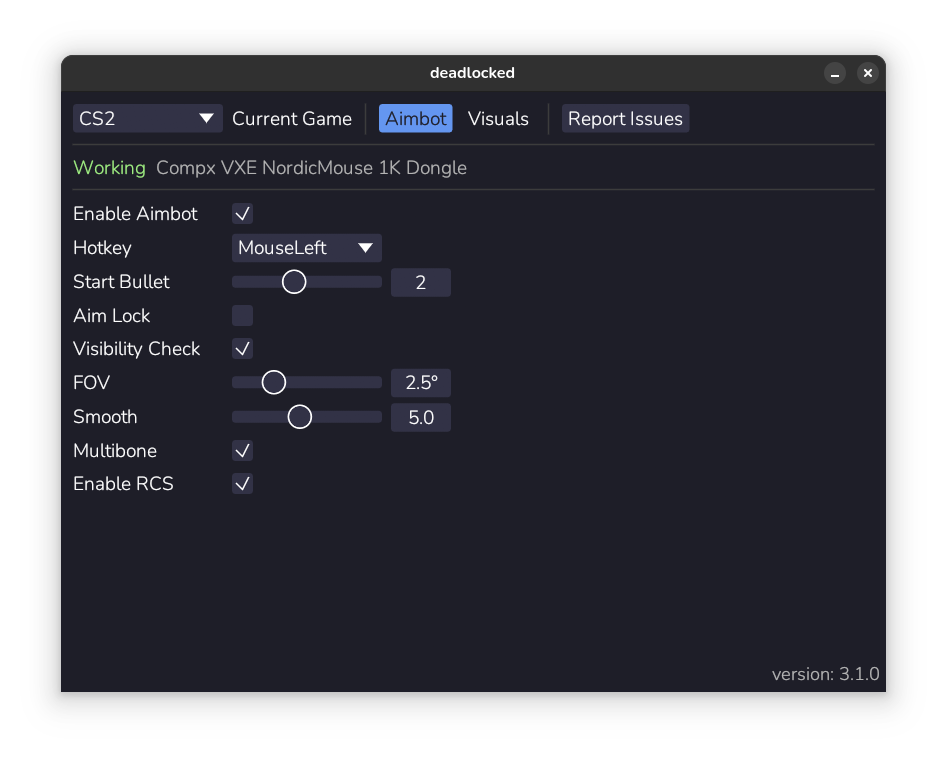 deadlocked
CS2 Current Game Aimbot Visuals Report Issues
Working Compx VXE NordicMouse 1K Dongle
Enable Aimbot
Hotkey MouseLeft
Start Bullet 2
Aim Lock
Visibility Check
FOV 2.5°
Smooth 5.0
Multibone
Enable RCS
version: 3.1.0